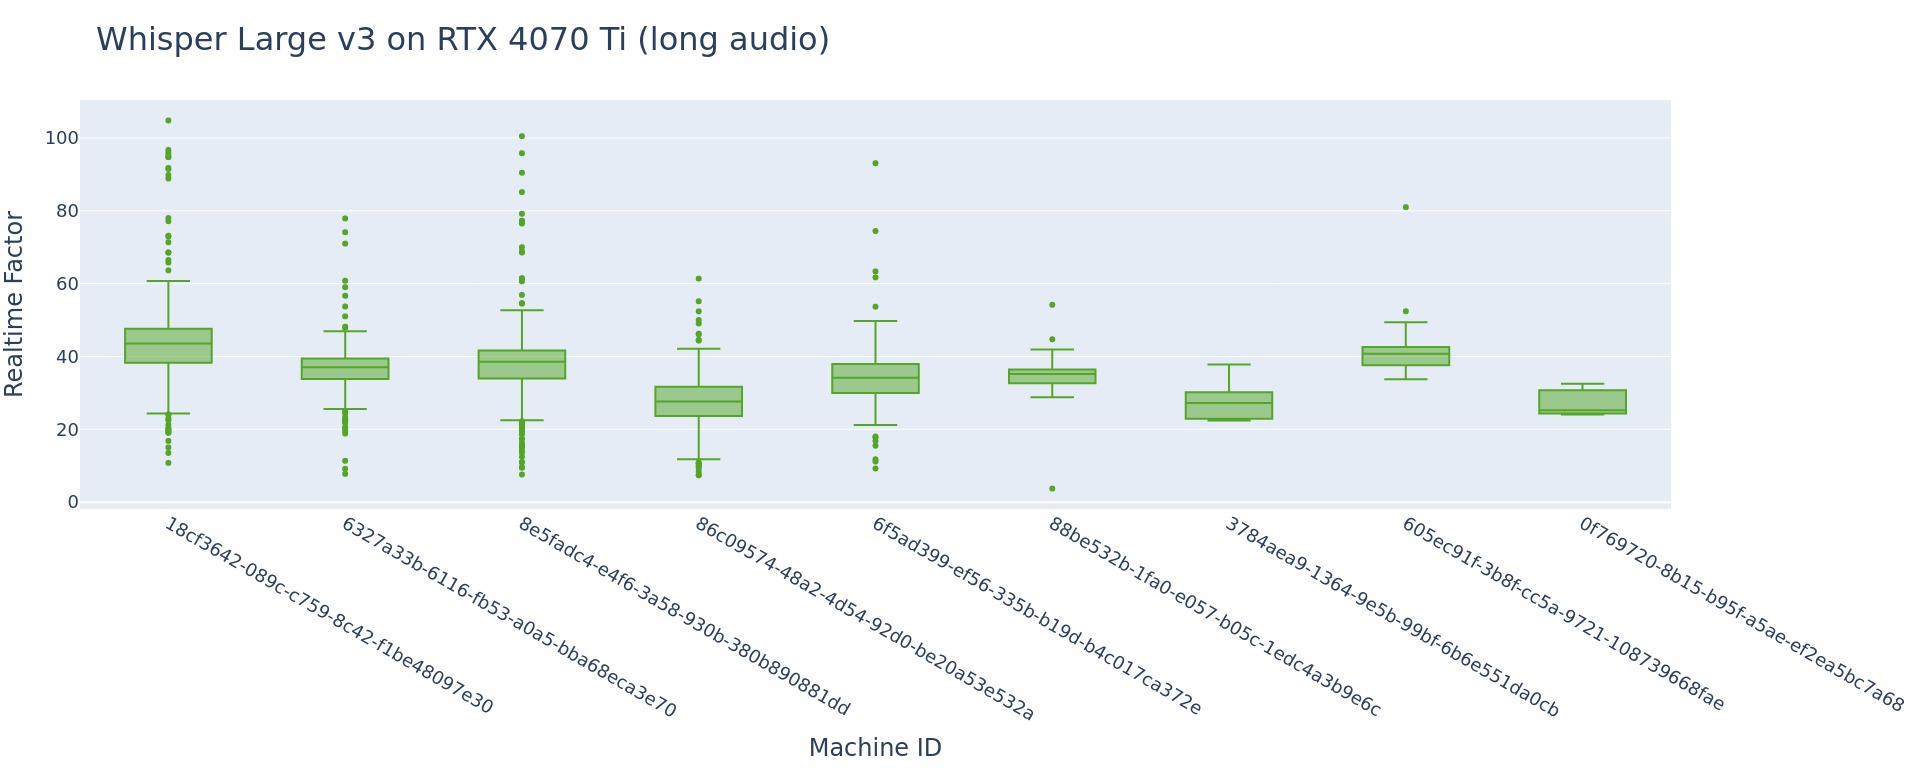 Whisper Large v3 on RTX 4070 Ti (long audio)
Realtime Factor
100
80
60
40
20
0
18cf3642-089c-c759-8c42-f1be48097e30
6327a33b-6116-fb53-a0a5-bba68eca3e70
8e5fadc4-e4f6-3a58-930b-380b890881dd
86c09574-48a2-4d54-92d0-be20a53e532a
6f5ad399-ef56-335b-b19d-b4c017ca372e
88be532b-1fa0-e057-b05c-1edc4a3b9e6c
3784aea9-1364-9e5b-99bf-6b6e551da0cb
605ec91f-3b8f-cc5a-9721-108739668fae
0f769720-8b15-b95f-a5ae-ef2ea5bc7a68
Machine ID